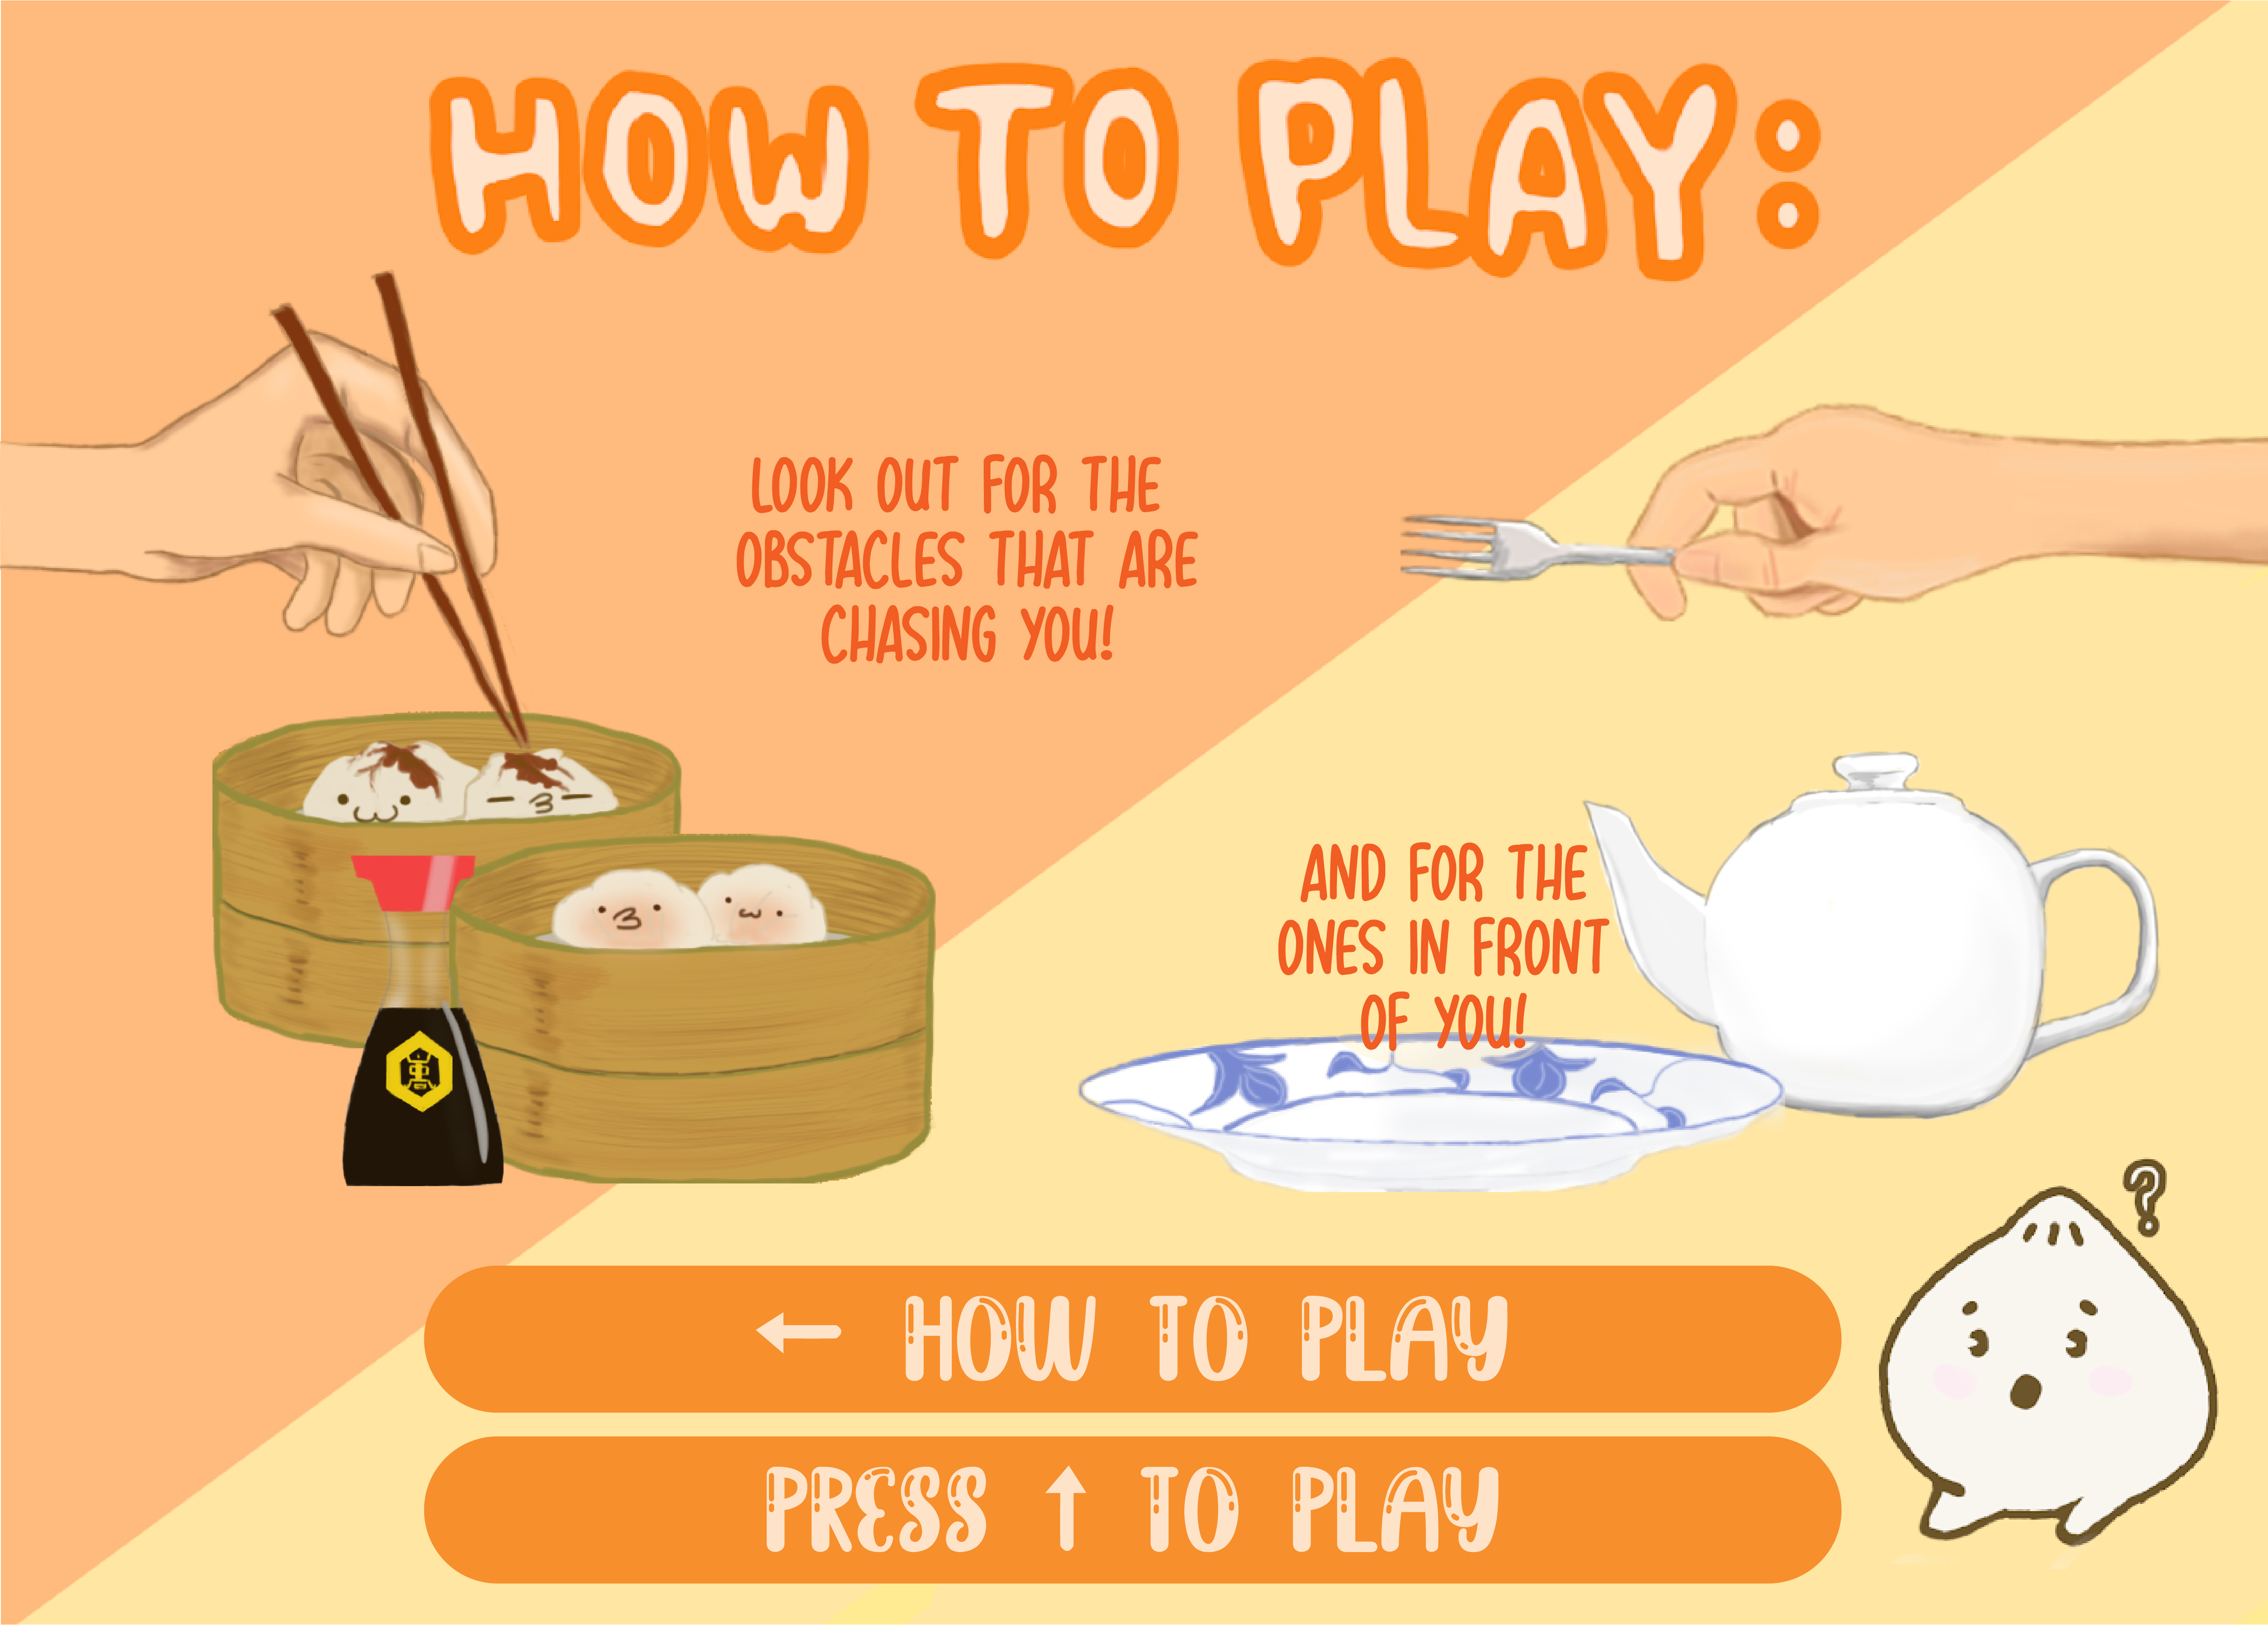 HOW TO PLAY:
LOOK OUT FOR THE
OBSTACLES THAT ARE
CHASING YOU!
AND FOR THE
ONES IN FRONT
OF YOU!
?
← HOW TO PLAY
PRESS ↑ TO PLAY